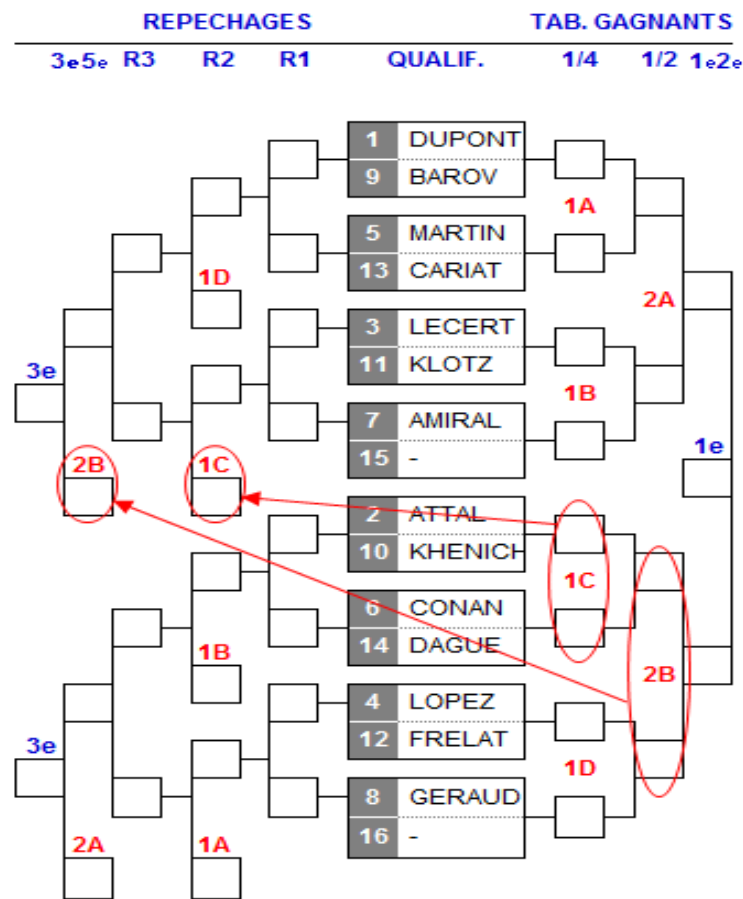 REPECHAGES TAB. GAGNANTS
3e5e R3 R2 R1 QUALIF. 1/4 1/2 1e2e
1 DUPONT
9 BAROV
1A
5 MARTIN
13 CARIAT
1D
2A
3 LECERT
11 KLOTZ
3e
1B
7 AMIRAL
15 -
1e
2B 1C
2 ATTAL
10 KHENICH
1C
6 CONAN
14 DAGUE
1B
2B
4 LOPEZ
12 FRELAT
3e
1D
8 GERAUD
16 -
2A 1A